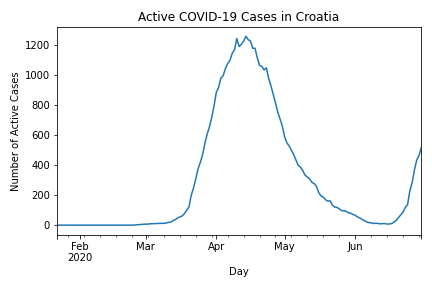 Active COVID-19 Cases in Croatia
1200
1000
800
600
400
200
0
Number of Active Cases
Feb
2020
Mar
Apr
May
Jun
Day